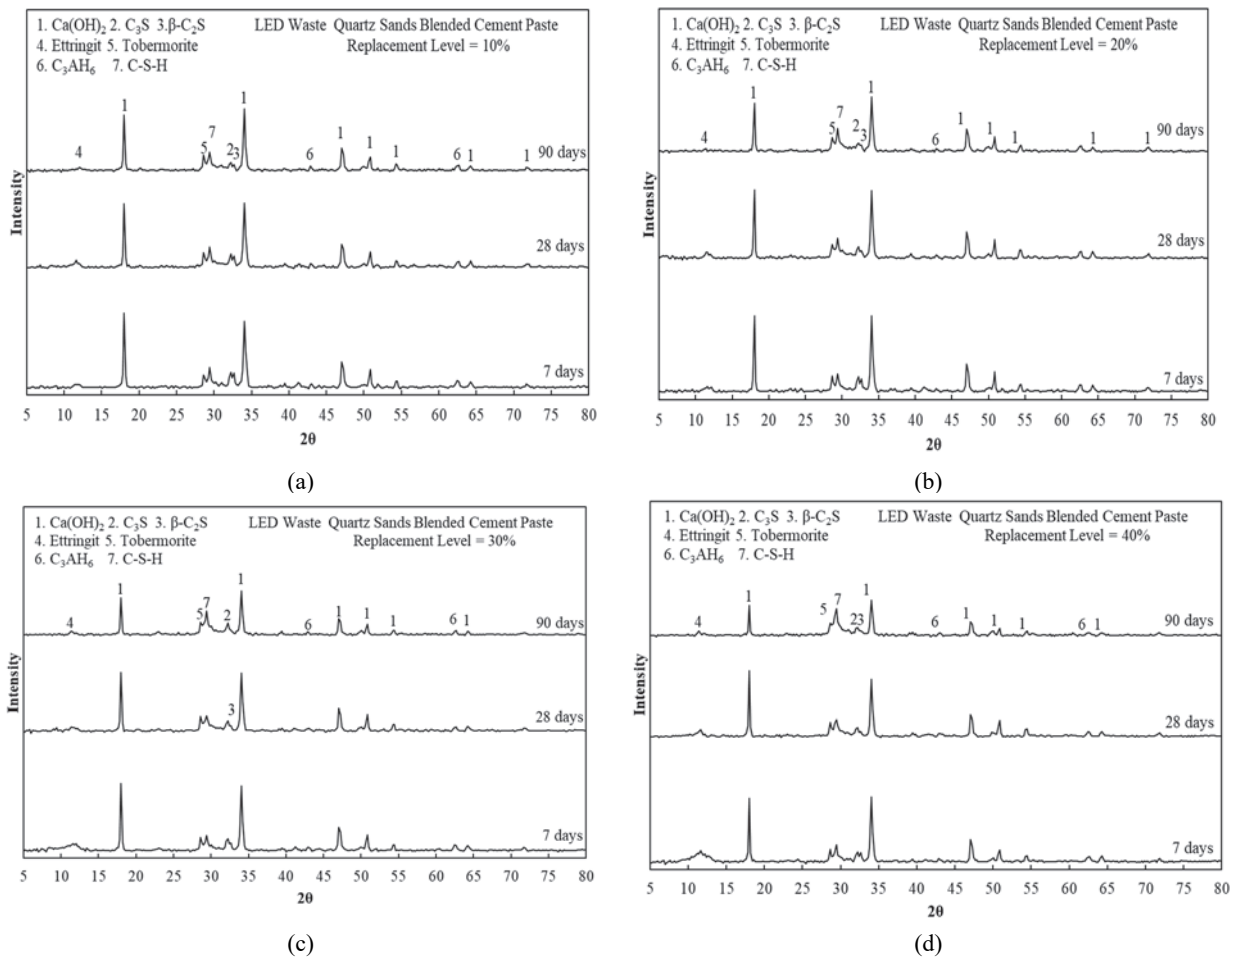 1. Ca(OH)₂ 2. C₃S 3.β-C₂S
4. Ettringit 5. Tobermorite
6. C₃AH₆ 7. C-S-H
LED Waste Quartz Sands Blended Cement Paste
Replacement Level = 10%
4 1 5 7 2 3 1 6 1 1 1 6 1 1
90 days
28 days
7 days
Intensity
5 10 15 20 25 30 35 40 45 50 55 60 65 70 75 80
2θ
(a)
1. Ca(OH)₂ 2. C₃S 3. β-C₂S
4. Ettringit 5. Tobermorite
6. C₃AH₆ 7. C-S-H
LED Waste Quartz Sands Blended Cement Paste
Replacement Level = 20%
4 1 5 7 2 3 1 6 1 1 1 1 1
90 days
28 days
7 days
Intensity
5 10 15 20 25 30 35 40 45 50 55 60 65 70 75 80
2θ
(b)
1. Ca(OH)₂ 2. C₃S 3. β-C₂S
4. Ettringit 5. Tobermorite
6. C₃AH₆ 7. C-S-H
LED Waste Quartz Sands Blended Cement Paste
Replacement Level = 30%
4 1 5 7 2 1 6 1 1 1 6 1
90 days
3
28 days
7 days
Intensity
5 10 15 20 25 30 35 40 45 50 55 60 65 70 75 80
2θ
(c)
1. Ca(OH)₂ 2. C₃S 3. β-C₂S
4. Ettringit 5. Tobermorite
6. C₃AH₆ 7. C-S-H
LED Waste Quartz Sands Blended Cement Paste
Replacement Level = 40%
4 1 5 7 23 1 6 1 1 1 6 1
90 days
28 days
7 days
Intensity
5 10 15 20 25 30 35 40 45 50 55 60 65 70 75 80
2θ
(d)